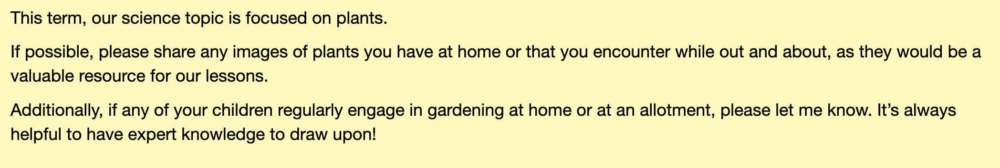 This term, our science topic is focused on plants.
If possible, please share any images of plants you have at home or that you encounter while out and about, as they would be a
valuable resource for our lessons.
Additionally, if any of your children regularly engage in gardening at home or at an allotment, please let me know. It’s always
helpful to have expert knowledge to draw upon!